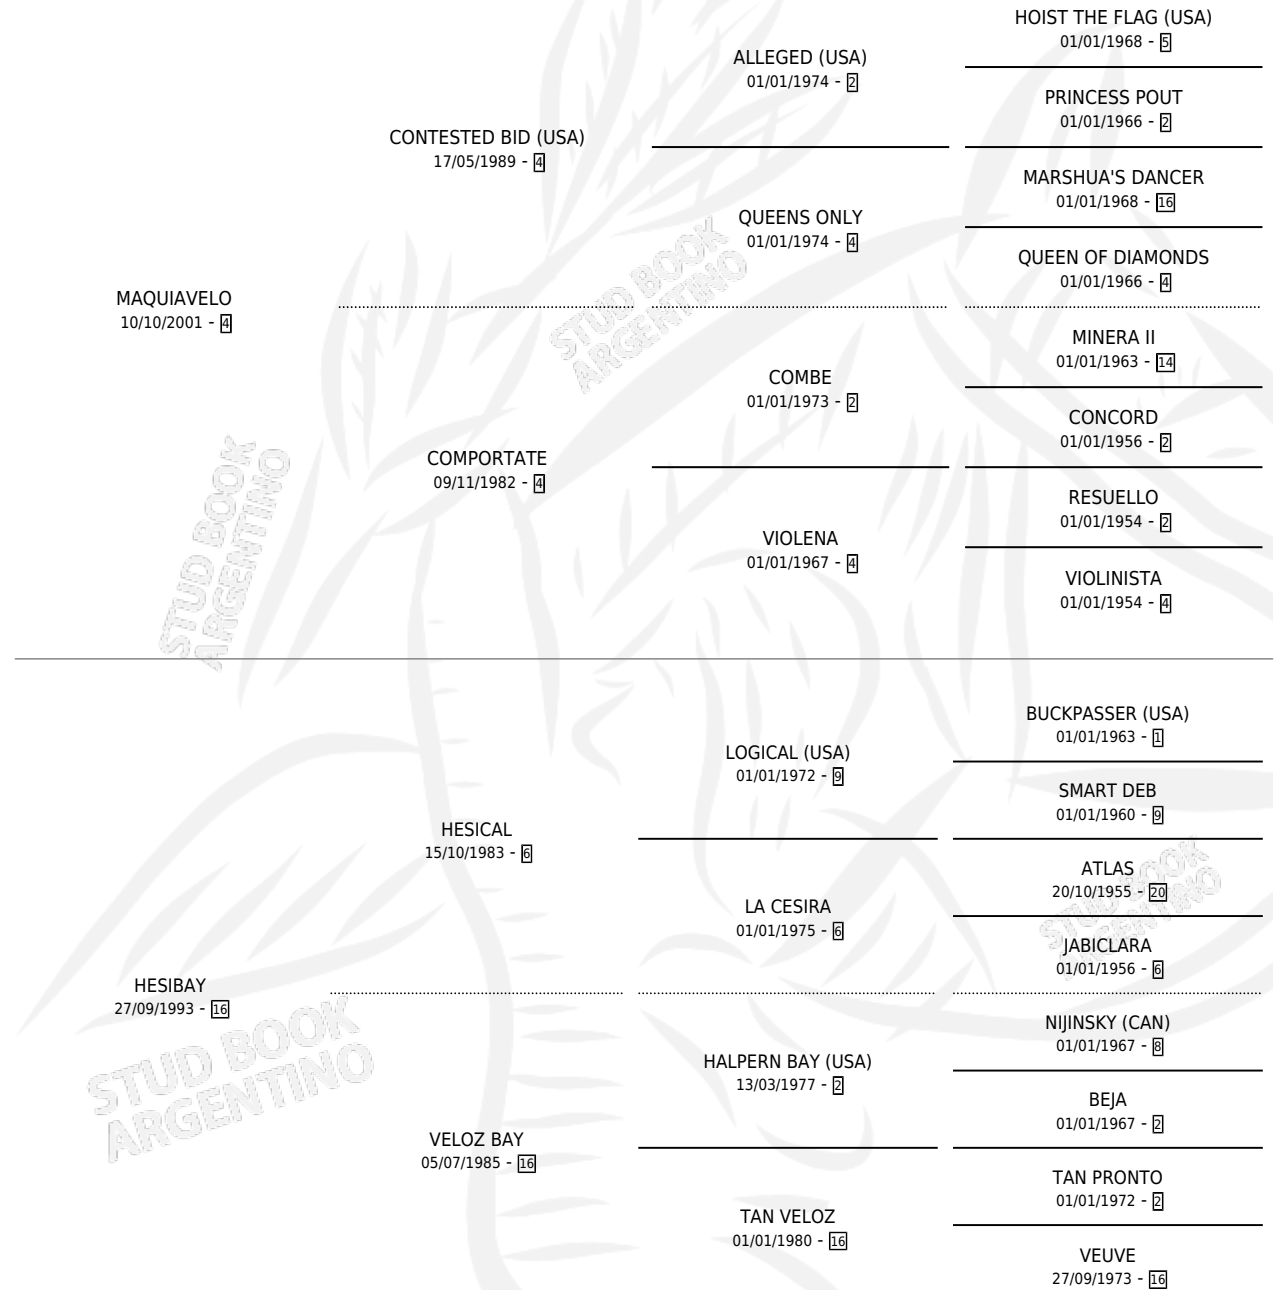 HOIST THE FLAG (USA)
01/01/1968 - 5
ALLEGED (USA)
01/01/1974 - 2
PRINCESS POUT
01/01/1966 - 2
CONTESTED BID (USA)
17/05/1989 - 4
MARSHUA'S DANCER
01/01/1968 - 16
QUEENS ONLY
01/01/1974 - 4
QUEEN OF DIAMONDS
01/01/1966 - 4
MAQUIAVELO
10/10/2001 - 4
STUD BOOK
ARGENTINO
MINERA II
01/01/1963 - 14
COMBE
01/01/1973 - 2
CONCORD
01/01/1956 - 2
COMPORTATE
09/11/1982 - 4
RESUELLO
01/01/1954 - 2
VIOLENA
01/01/1967 - 4
VIOLINISTA
01/01/1954 - 4
STUD BOOK
ARGENTINO
BUCKPASSER (USA)
01/01/1963 - 1
LOGICAL (USA)
01/01/1972 - 9
SMART DEB
01/01/1960 - 9
HESICAL
15/10/1983 - 6
ATLAS
20/10/1955 - 20
LA CESIRA
01/01/1975 - 6
STUD BOOK
ARGENTINO
JABICLARA
01/01/1956 - 6
HESIBAY
27/09/1993 - 16
NIJINSKY (CAN)
01/01/1967 - 8
HALPERN BAY (USA)
13/03/1977 - 2
STUD BOOK
ARGENTINO
BEJA
01/01/1967 - 2
VELOZ BAY
05/07/1985 - 16
TAN PRONTO
01/01/1972 - 2
TAN VELOZ
01/01/1980 - 16
VEUVE
27/09/1973 - 16